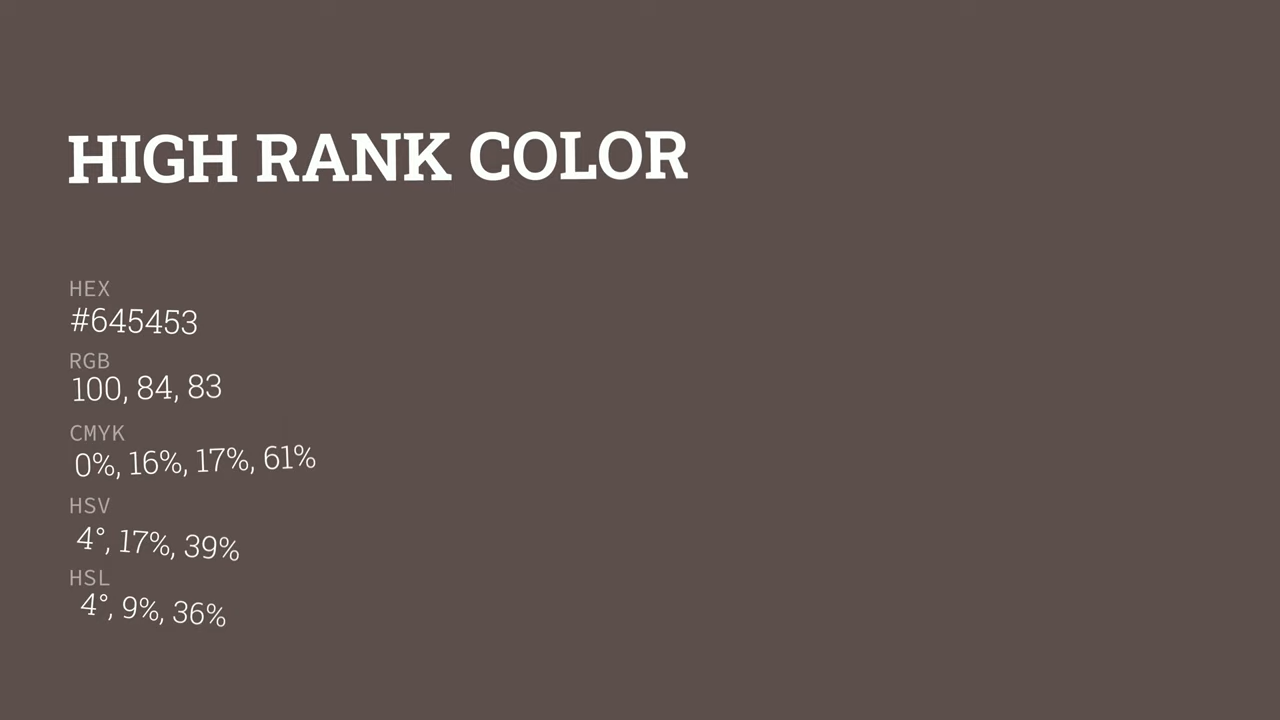 HIGH RANK COLOR
HEX
#645453
RGB
100, 84, 83
CMYK
0%, 16%, 17%, 61%
HSV
4°, 17%, 39%
HSL
4°, 9%, 36%